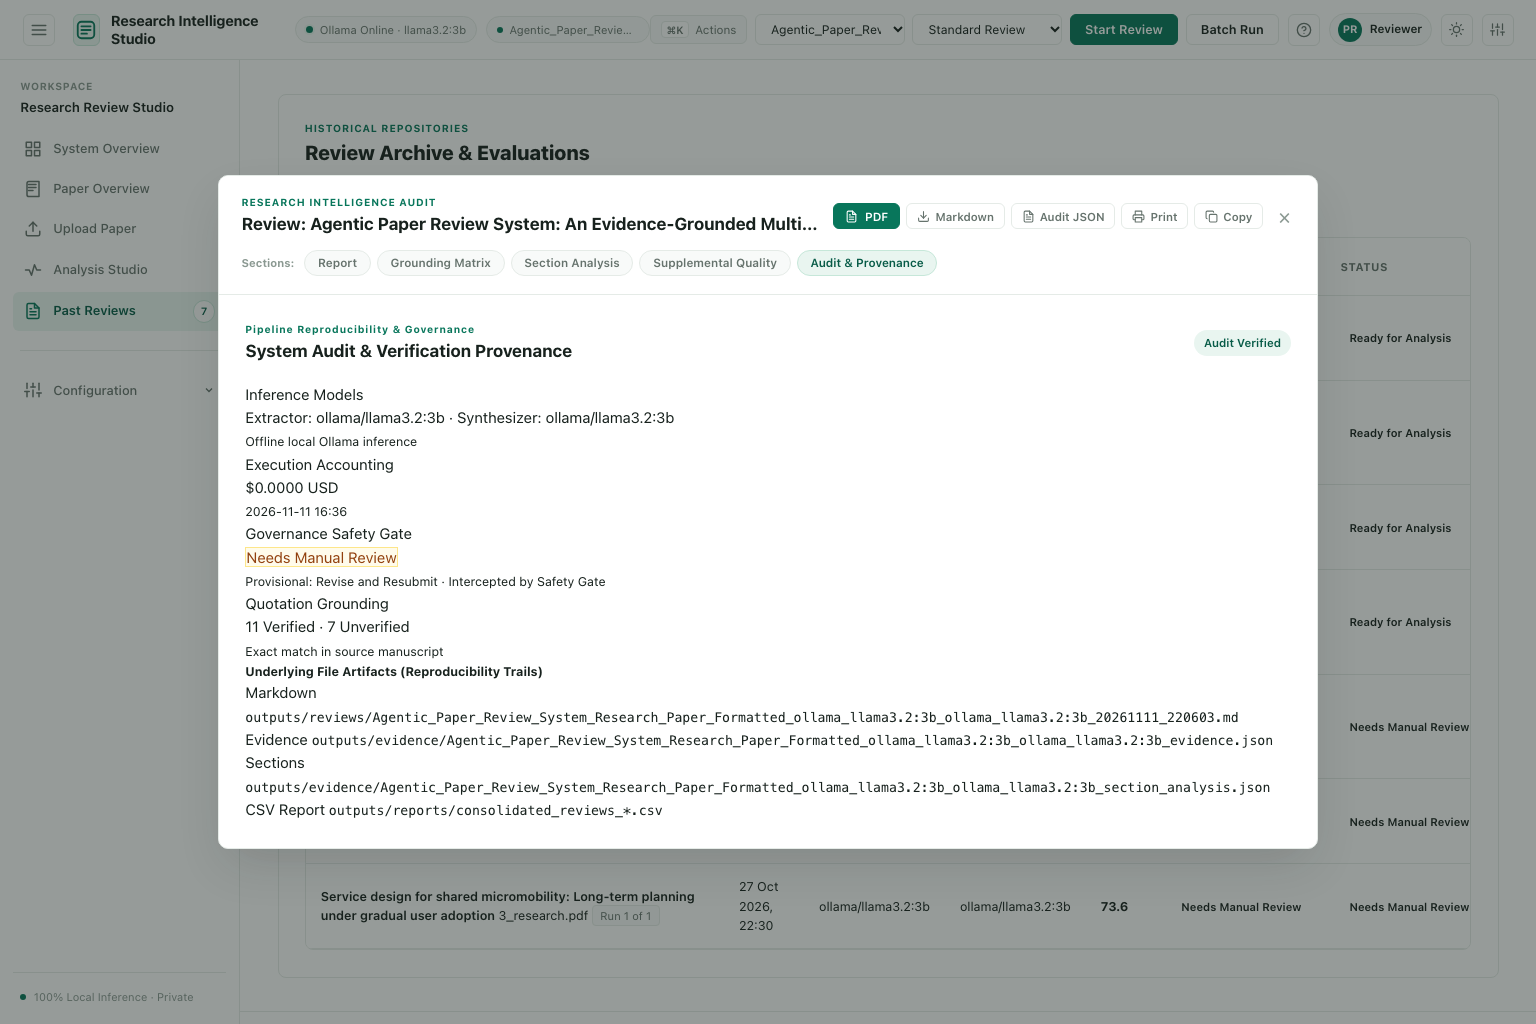 Research Intelligence
Studio
Ollama Online · llama3.2:3b
Agentic_Paper_Revie...
⌘K Actions
Agentic_Paper_Rev
Standard Review
Start Review
Batch Run
PR Reviewer
WORKSPACE
Research Review Studio
System Overview
Paper Overview
Upload Paper
Analysis Studio
Past Reviews 7
Configuration
100% Local Inference · Private
HISTORICAL REPOSITORIES
Review Archive & Evaluations
RESEARCH INTELLIGENCE AUDIT
Review: Agentic Paper Review System: An Evidence-Grounded Multi...
PDF
Markdown
Audit JSON
Print
Copy
Sections: Report Grounding Matrix Section Analysis Supplemental Quality Audit & Provenance
Pipeline Reproducibility & Governance
System Audit & Verification Provenance
Audit Verified
Inference Models
Extractor: ollama/llama3.2:3b · Synthesizer: ollama/llama3.2:3b
Offline local Ollama inference
Execution Accounting
$0.0000 USD
2026-11-11 16:36
Governance Safety Gate
Needs Manual Review
Provisional: Revise and Resubmit · Intercepted by Safety Gate
Quotation Grounding
11 Verified · 7 Unverified
Exact match in source manuscript
Underlying File Artifacts (Reproducibility Trails)
Markdown
outputs/reviews/Agentic_Paper_Review_System_Research_Paper_Formatted_ollama_llama3.2:3b_ollama_llama3.2:3b_20261111_220603.md
Evidence outputs/evidence/Agentic_Paper_Review_System_Research_Paper_Formatted_ollama_llama3.2:3b_ollama_llama3.2:3b_evidence.json
Sections
outputs/evidence/Agentic_Paper_Review_System_Research_Paper_Formatted_ollama_llama3.2:3b_ollama_llama3.2:3b_section_analysis.json
CSV Report outputs/reports/consolidated_reviews_*.csv
STATUS
Ready for Analysis
Ready for Analysis
Ready for Analysis
Ready for Analysis
Needs Manual Review
Needs Manual Review
Service design for shared micromobility: Long-term planning
under gradual user adoption 3_research.pdf Run 1 of 1
27 Oct
2026,
22:30
ollama/llama3.2:3b
ollama/llama3.2:3b
73.6
Needs Manual Review
Needs Manual Review